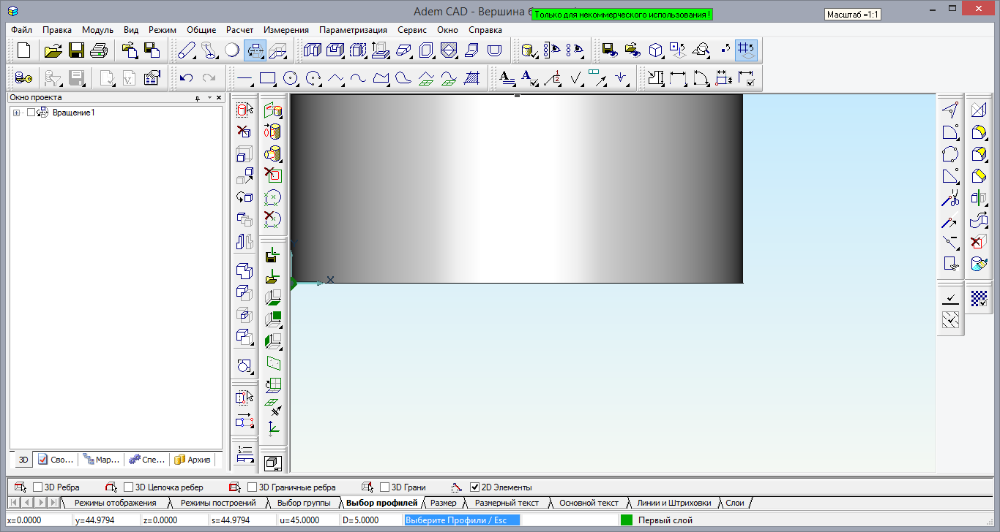 Adem CAD - Вершина б
Только для некоммерческого использования !
Масштаб =1:1
Файл Правка Модуль Вид Режим Общие Расчет Измерения Параметризация Сервис Окно Справка
Окно проекта
Вращение1
X
3D Сво... Мар... Спе... Архив
3D Ребра 3D Цепочка ребер 3D Граничные ребра 3D Грани 2D Элементы
Режимы отображения Режимы построений Выбор группы Выбор профилей Размер Размерный текст Основной текст Линии и Штриховки Слои
x=0.0000 y=44.9794 z=0.0000 s=44.9794 u=45.0000 D=5.0000 Выберите Профили / Esc Первый слой